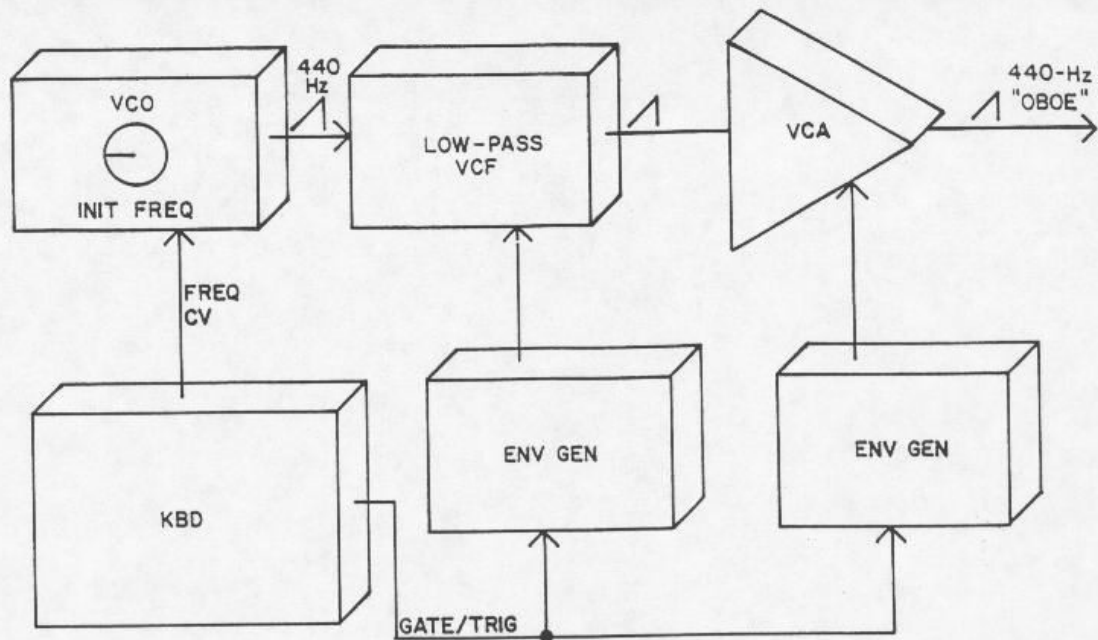 VCO
INIT FREQ
440
Hz
LOW-PASS
VCF
VCA
440-Hz
"OBOE"
FREQ
CV
KBD
ENV GEN
ENV GEN
GATE/TRIG